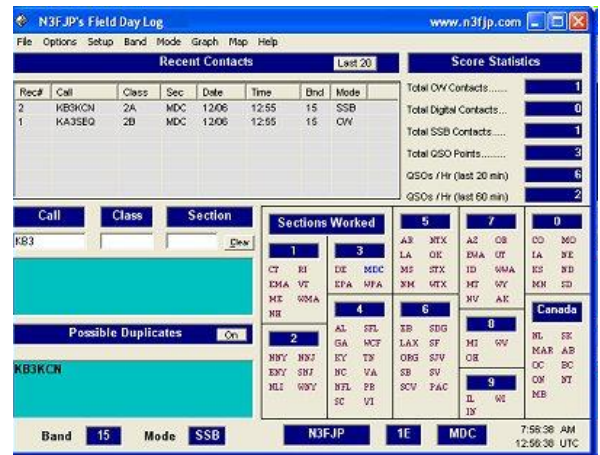 N3FJP's Field Day Log www.n3fjp.com
File Options Setup Band Mode Graph Map Help
Recent Contacts Last 20 Score Statistics
Rec# Call Class Sec Date Time Bnd Mode
2 KB3KCN 2A MDC 12/06 12:55 15 SSB
1 KA3SEQ 2B MDC 12/06 12:55 15 CW
Total CW Contacts....... 1
Total Digital Contacts... 0
Total SSB Contacts..... 1
Total QSO Points......... 3
QSOs /Hr (last 20 min) 6
QSOs /Hr (last 60 min) 2
Call Class Section
KB3 Clear
Possible Duplicates On
KB3KCN
Sections Worked
1
CT RI
EMA VT
ME WMA
NH
2
NNY NNJ
ENY SNJ
NLI WNY
3
DE MDC
EPA WPA
4
AL SFL
GA WCF
KY TN
NC VA
NFL PR
SC VI
5
AR NTX
LA OK
MS STX
NM WTX
6
EB SDG
LAX SF
ORG SJV
SB SV
SCV PAC
7
AZ OR
EWA UT
ID WWA
MT WY
NV AK
8
MI WV
OH
9
IL WI
IN
0
CO MO
IA NE
KS ND
MN SD
Canada
NL SK
MAR AB
QC BC
ON NT
MB
Band 15 Mode SSB N3FJP 1E MDC
7:56:38 AM
12:56:38 UTC